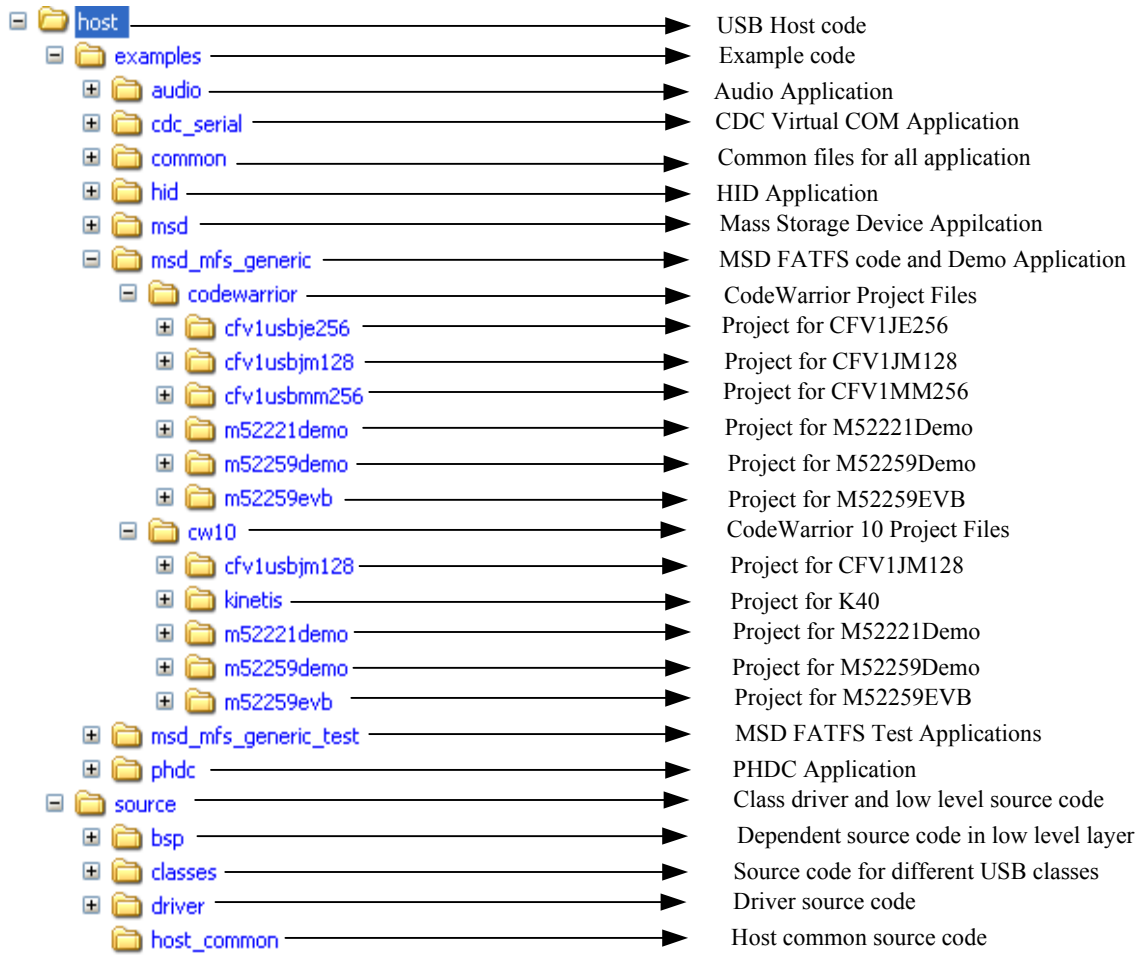 host USB Host code
examples Example code
audio Audio Application
cdc_serial CDC Virtual COM Application
common Common files for all application
hid HID Application
msd Mass Storage Device Appilcation
msd_mfs_generic MSD FATFS code and Demo Application
codewarrior CodeWarrior Project Files
cfv1usbje256 Project for CFV1JE256
cfv1usbjm128 Project for CFV1JM128
cfv1usbmm256 Project for CFV1MM256
m52221demo Project for M52221Demo
m52259demo Project for M52259Demo
m52259evb Project for M52259EVB
cw10 CodeWarrior 10 Project Files
cfv1usbjm128 Project for CFV1JM128
kinetis Project for K40
m52221demo Project for M52221Demo
m52259demo Project for M52259Demo
m52259evb Project for M52259EVB
msd_mfs_generic_test MSD FATFS Test Applications
phdc PHDC Application
source Class driver and low level source code
bsp Dependent source code in low level layer
classes Source code for different USB classes
driver Driver source code
host_common Host common source code